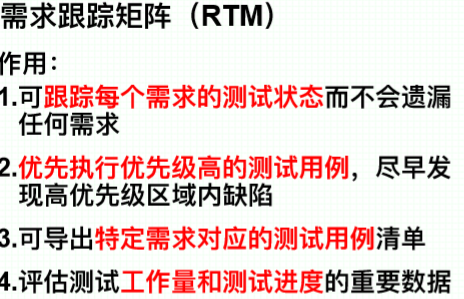 需求跟踪矩阵（RTM）
作用：
1.可跟踪每个需求的测试状态而不会遗漏
任何需求
2.优先执行优先级高的测试用例，尽早发
现高优先级区域内缺陷
3.可导出特定需求对应的测试用例清单
4.评估测试工作量和测试进度的重要数据